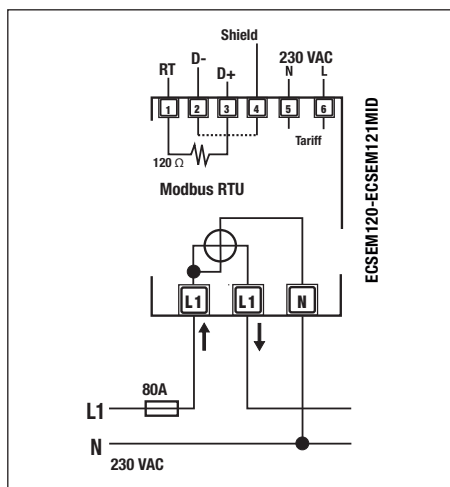 Shield
D-
230 VAC
RT
D+
N
L
1
2
3
4
5
6
Tariff
120 Ω
Modbus RTU
ECSEM120-ECSEM121MID
L1
L1
N
80A
L1
N
230 VAC